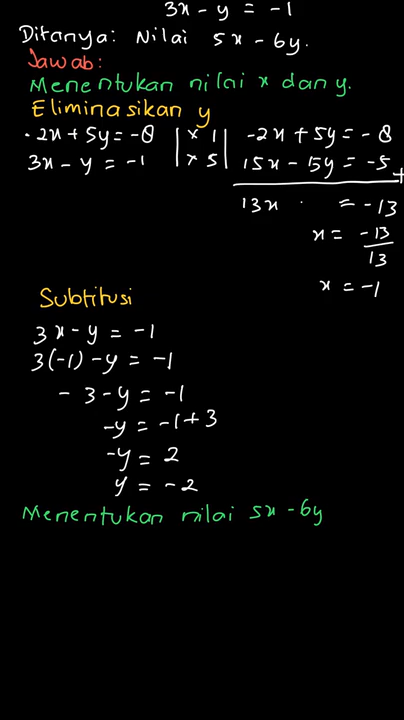 3x - y = -1
Ditanya: Nilai 5x - 6y.
Jawab:
Menentukan nilai x dan y.
Eliminasikan y
-2x + 5y = -8 | × 1 | -2x + 5y = -8
3x - y = -1 | × 5 | 15x - 5y = -5 +
13x = -13
x = -13/13
x = -1
Subtitusi
3x - y = -1
3(-1) - y = -1
- 3 - y = -1
-y = -1 + 3
-y = 2
y = -2
Menentukan nilai 5x - 6y